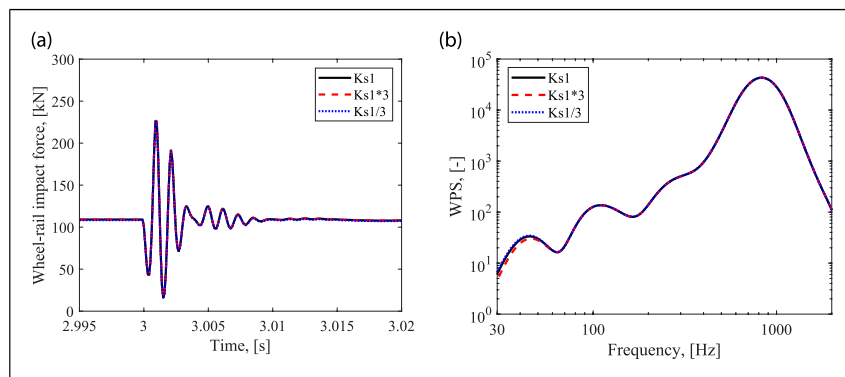 (a)
300
250
200
150
100
50
0
Wheel-rail impact force, [kN]
Ks1
Ks1*3
Ks1/3
2.995
3
3.005
3.01
3.015
3.02
Time, [s]
(b)
10^5
10^4
10^3
10^2
10^1
10^0
WPS, [-]
Ks1
Ks1*3
Ks1/3
30
100
1000
Frequency, [Hz]